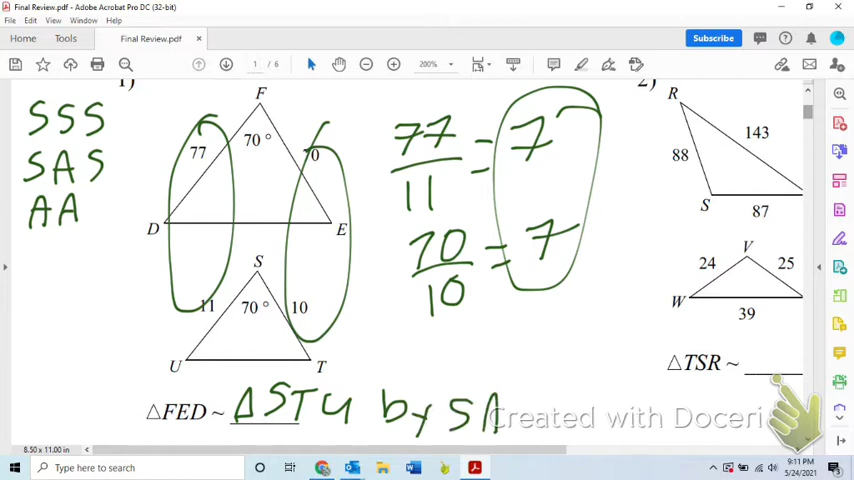 Final Review.pdf - Adobe Acrobat Pro DC (32-bit)
File Edit View Window Help
Home Tools Final Review.pdf × Subscribe
1 / 6 200%
1)
2)
SSS
SAS
AA
F
77 70 ° 70
D E
S
11 70 ° 10
U T
77/11 = 7
70/10 = 7
△FED ~ △STU by SA
R
143
88
S 87
V
24 25
W
39
△TSR ~
Created with Doceri
8.50 x 11.00 in
Type here to search
9:11 PM
5/24/2021
3